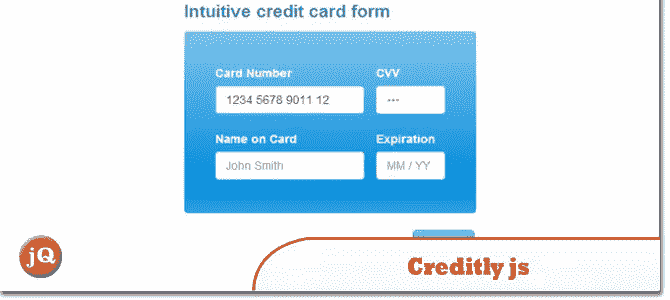 Intuitive credit card form
Card Number CVV
1234 5678 9011 12 ---
Name on Card Expiration
John Smith MM / YY
jQ
Creditly js